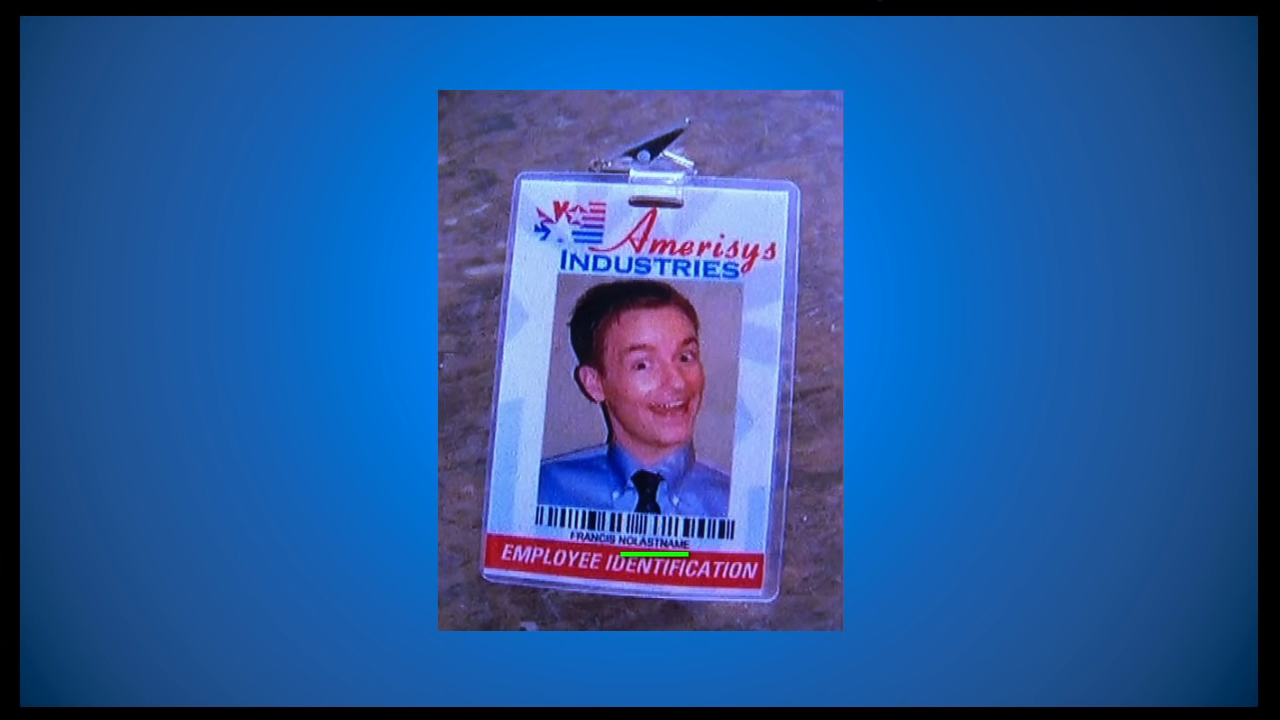 Amerisys
INDUSTRIES
FRANCIS NOLASTNAME
EMPLOYEE IDENTIFICATION